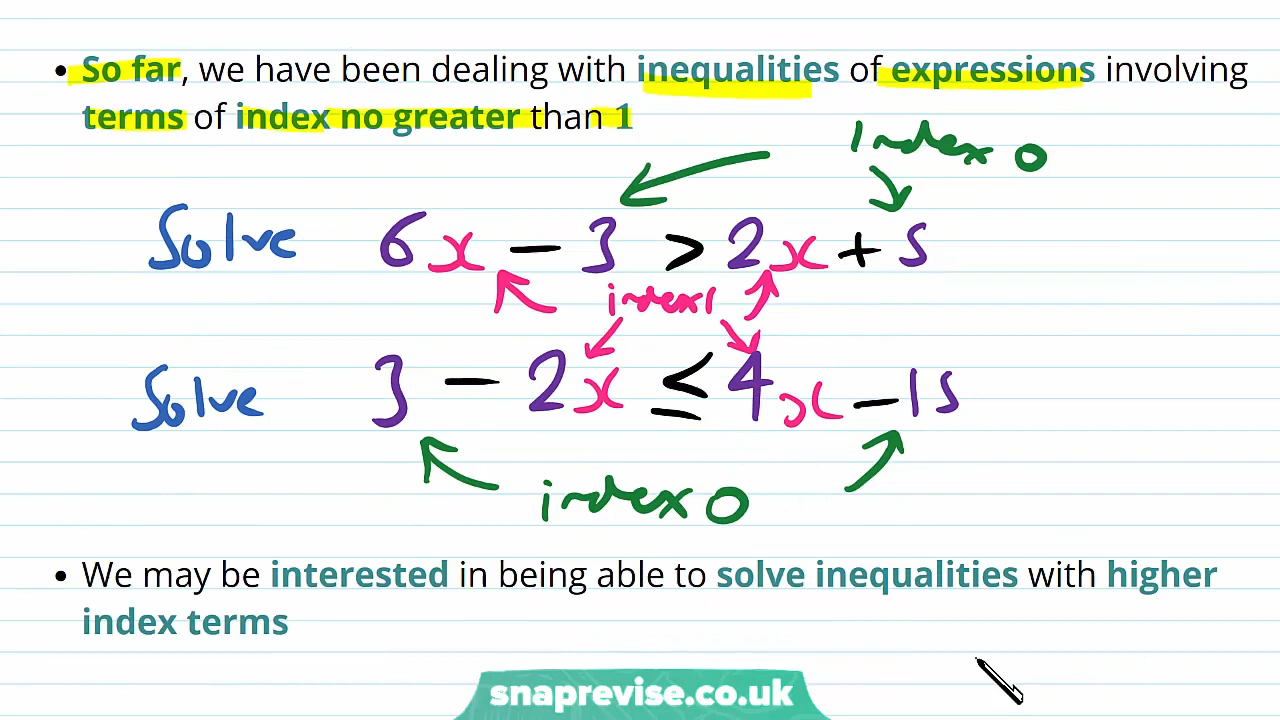 • So far, we have been dealing with inequalities of expressions involving
terms of index no greater than 1
index 0
Solve 6x - 3 > 2x + 5
index 1
Solve 3 - 2x ≤ 4x - 15
index 0
• We may be interested in being able to solve inequalities with higher
index terms
snaprevise.co.uk